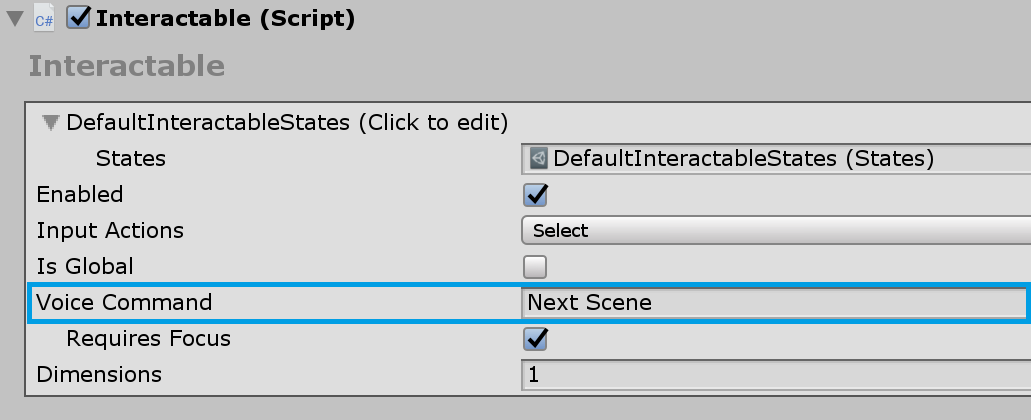 C# Interactable (Script)
Interactable
DefaultInteractableStates (Click to edit)
States DefaultInteractableStates (States)
Enabled
Input Actions Select
Is Global
Voice Command Next Scene
Requires Focus
Dimensions 1